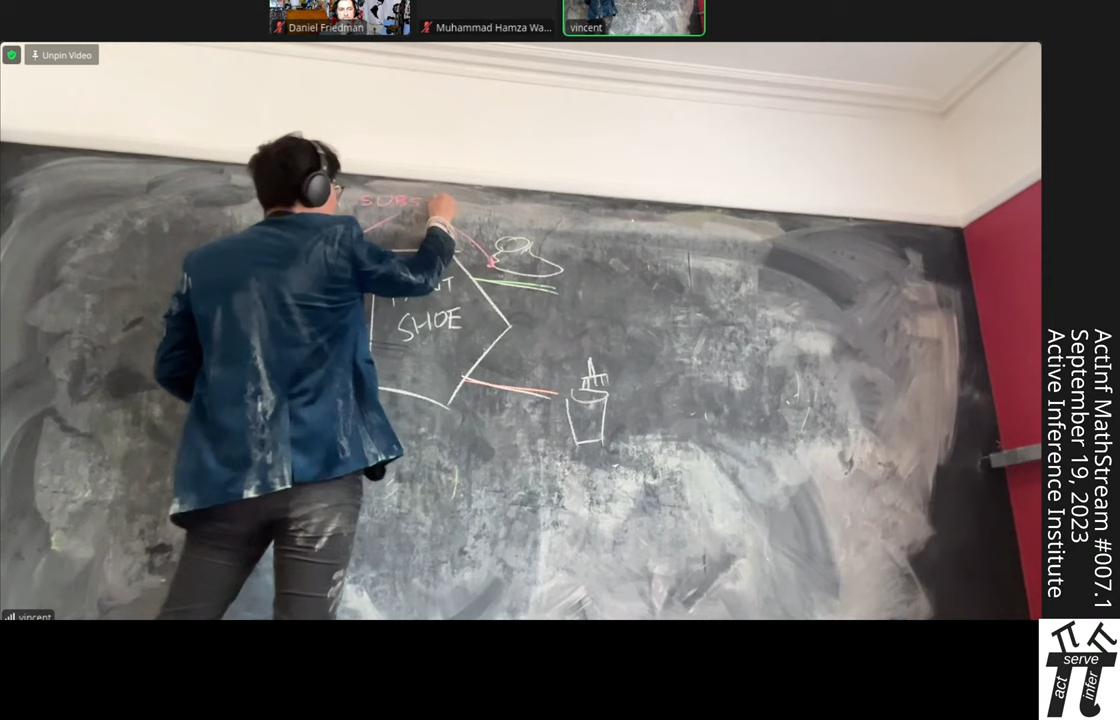 Daniel Friedman
Muhammad Hamza Wa...
vincent
Unpin Video
SUBS
SHOE
vincent
ActInf MathStream #007.1
September 19, 2023
Active Inference Institute
serve
act
infer